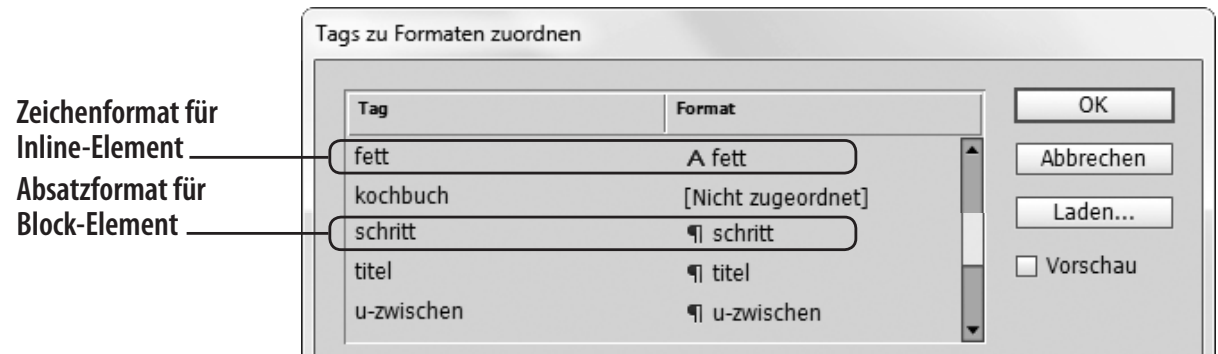 Tags zu Formaten zuordnen
Zeichenformat für
Inline-Element
Absatzformat für
Block-Element
Tag Format
fett A fett
kochbuch [Nicht zugeordnet]
schritt ¶ schritt
titel ¶ titel
u-zwischen ¶ u-zwischen
OK
Abbrechen
Laden...
Vorschau